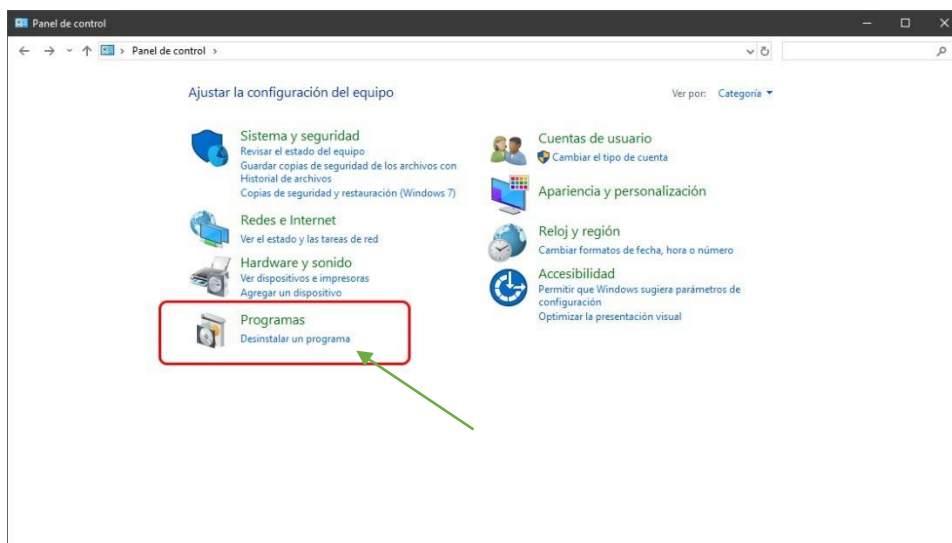 Panel de control
Panel de control
Ajustar la configuración del equipo
Ver por: Categoría
Sistema y seguridad
Revisar el estado del equipo
Guardar copias de seguridad de los archivos con
Historial de archivos
Copias de seguridad y restauración (Windows 7)
Redes e Internet
Ver el estado y las tareas de red
Hardware y sonido
Ver dispositivos e impresoras
Agregar un dispositivo
Programas
Desinstalar un programa
Cuentas de usuario
Cambiar el tipo de cuenta
Apariencia y personalización
Reloj y región
Cambiar formatos de fecha, hora o número
Accesibilidad
Permitir que Windows sugiera parámetros de
configuración
Optimizar la presentación visual